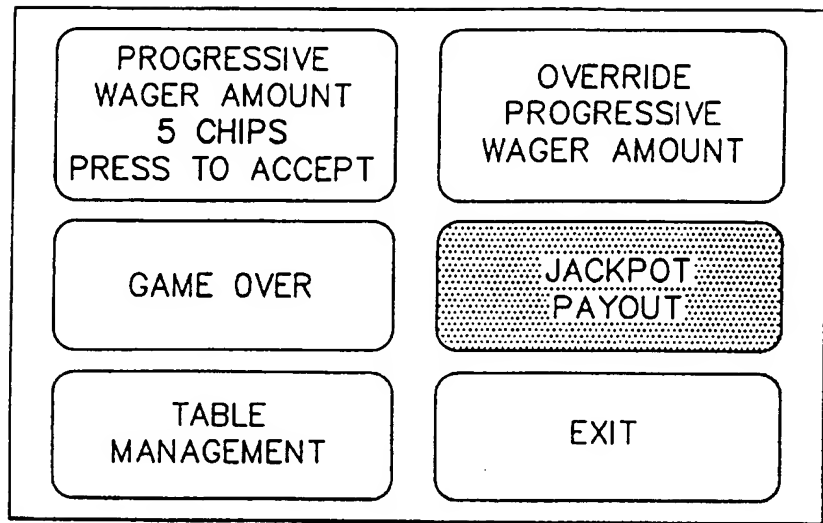 PROGRESSIVE
WAGER AMOUNT
5 CHIPS
PRESS TO ACCEPT
OVERRIDE
PROGRESSIVE
WAGER AMOUNT
GAME OVER
JACKPOT
PAYOUT
TABLE
MANAGEMENT
EXIT